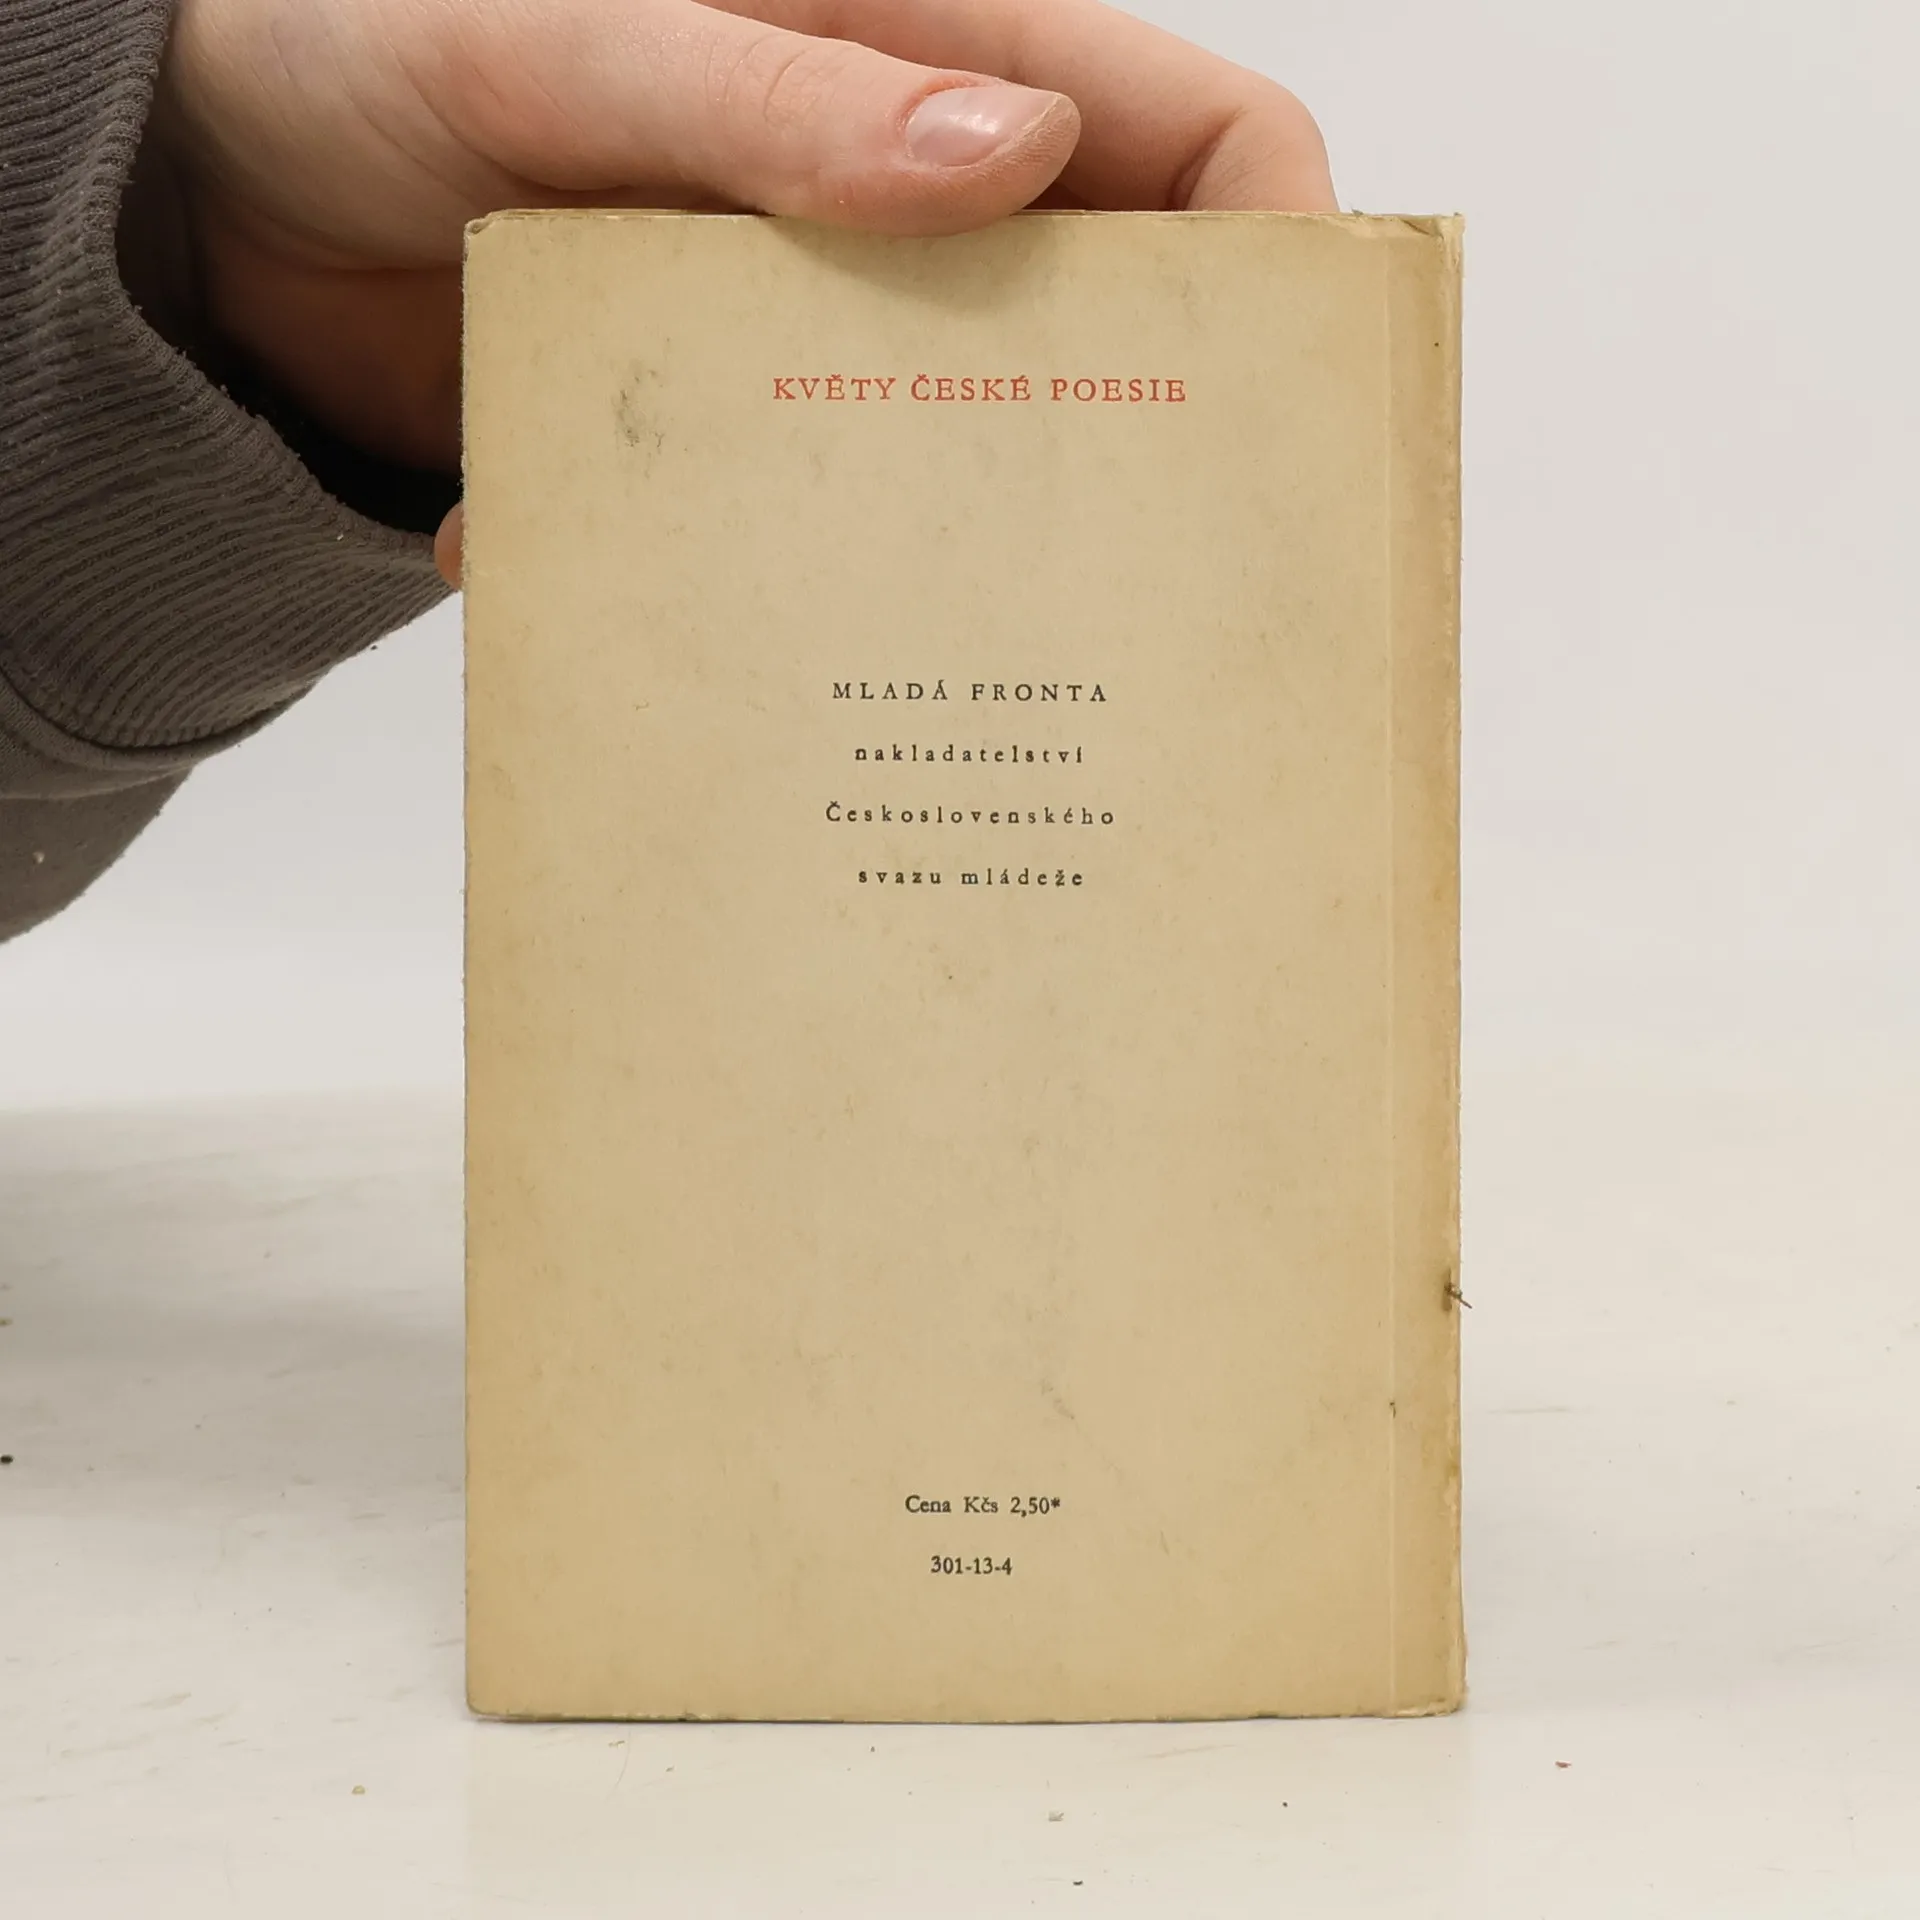 KVĚTY ČESKÉ POESIE
MLADÁ FRONTA
nakladatelství
Československého
svazu mládeže
Cena Kčs 2,50*
301-13-4